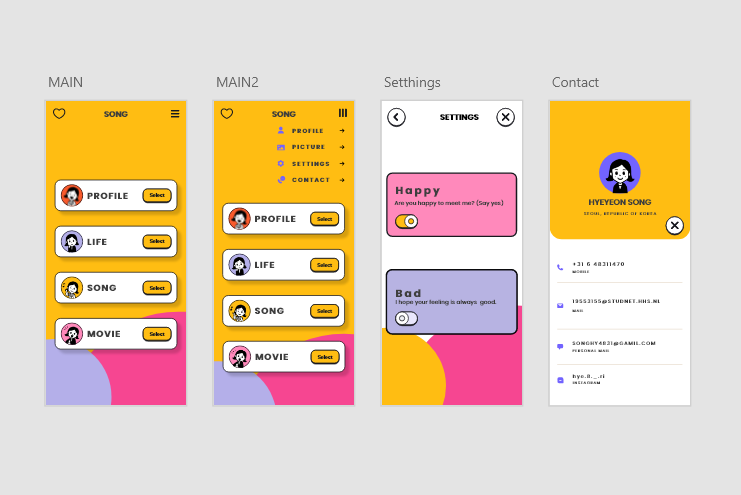 MAIN
SONG
PROFILE
Select
LIFE
Select
SONG
Select
MOVIE
Select
MAIN2
SONG
PROFILE
PICTURE
SETTINGS
CONTACT
PROFILE
Select
LIFE
Select
SONG
Select
MOVIE
Select
Setthings
SETTINGS
Happy
Are you happy to meet me? (Say yes)
Bad
I hope your feeling is always good.
Contact
HYEYEON SONG
SEOUL, REPUBLIC OF KOREA
+31 6 48311470
MOBILE
19553155@STUDNET.HHS.NL
MAIL
SONGHY4831@GAMIL.COM
PERSONAL MAIL
INSTAGRAM